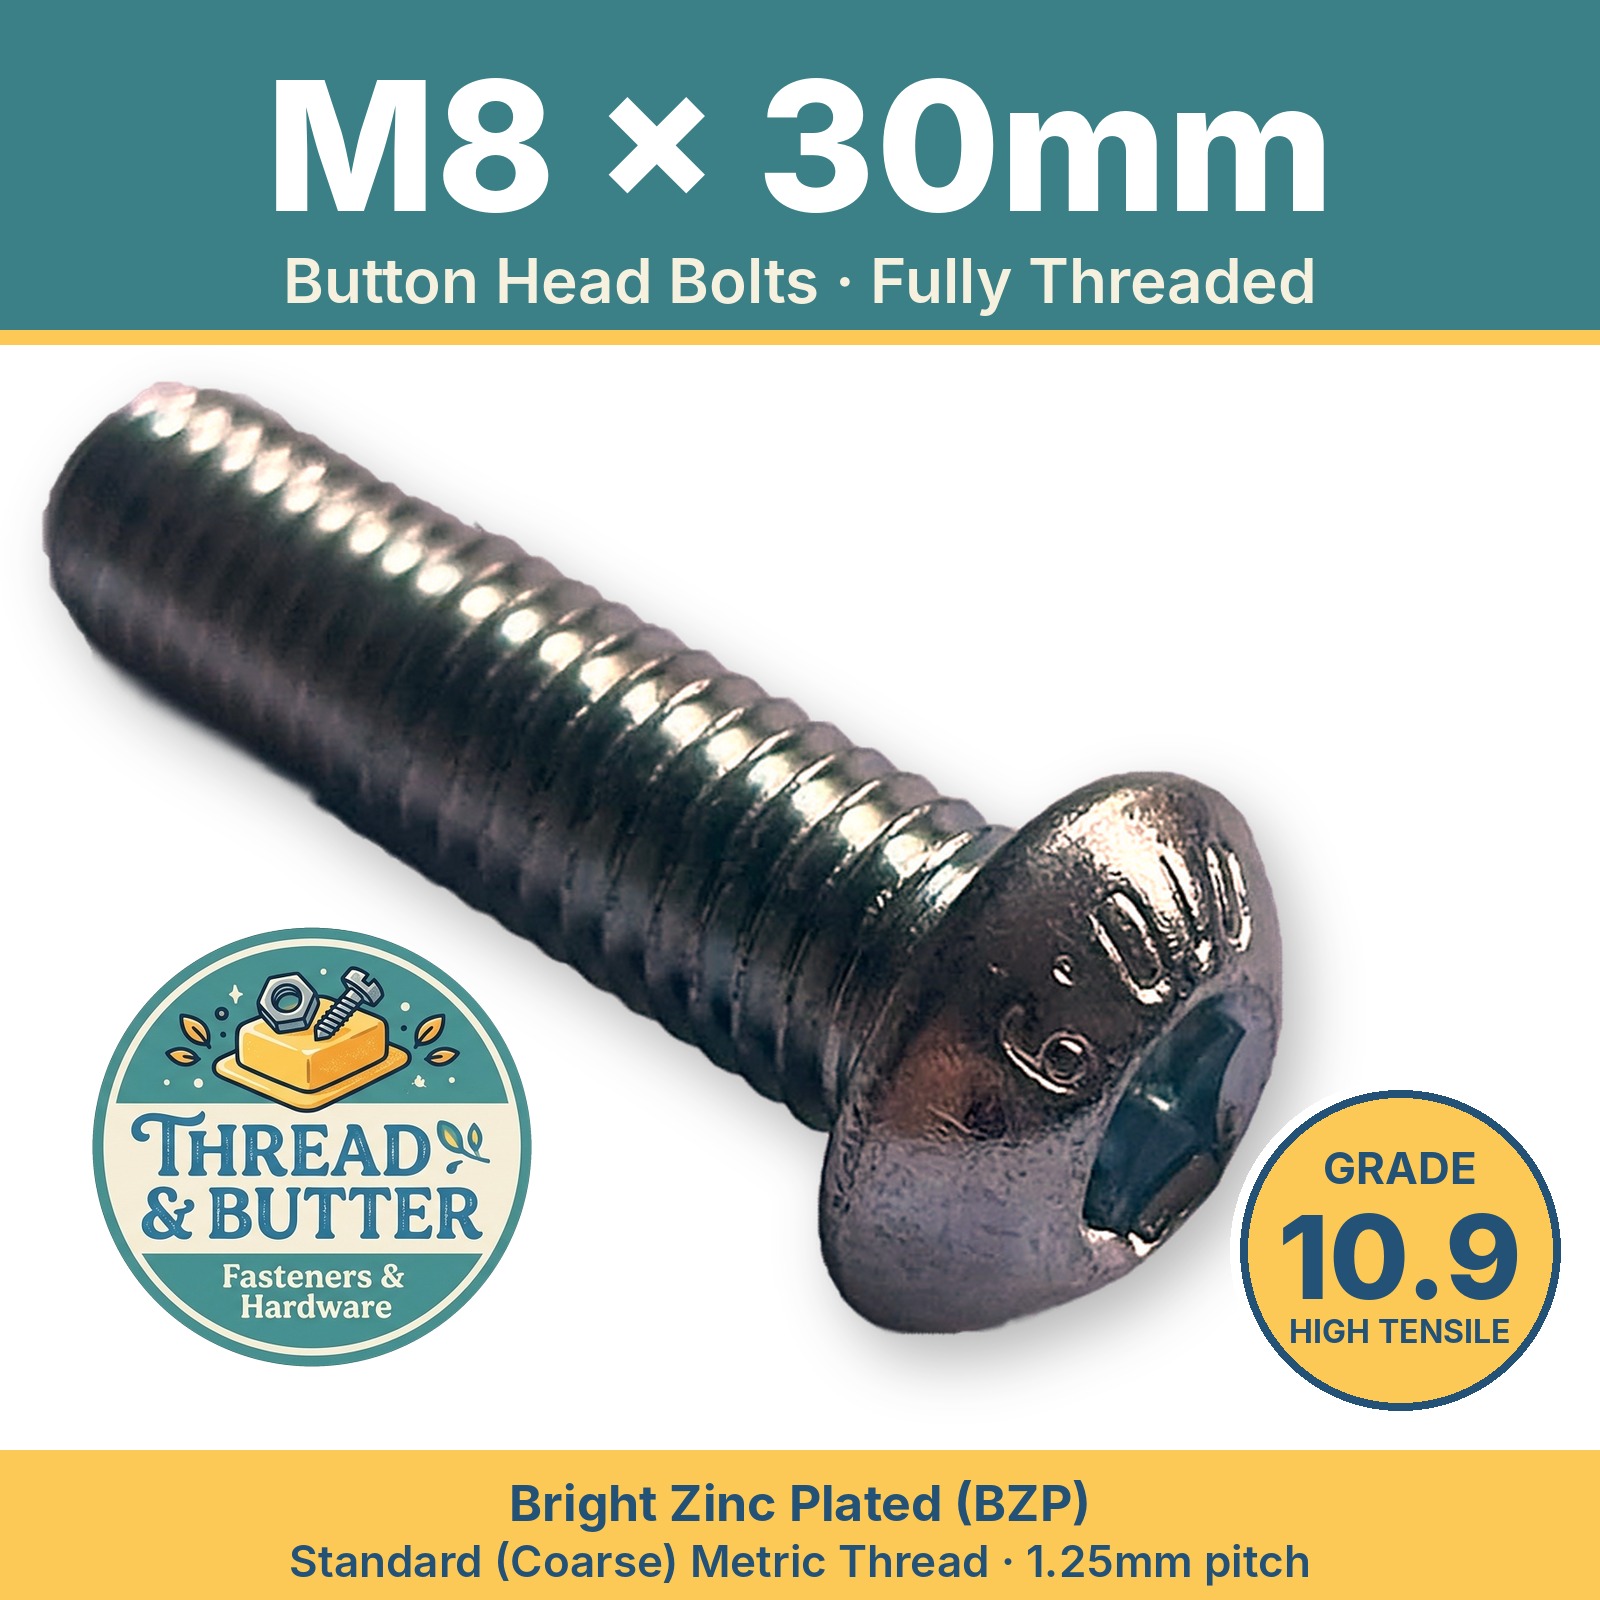 M8 × 30mm
Button Head Bolts · Fully Threaded
THREAD
& BUTTER
Fasteners &
Hardware
GRADE
10.9
HIGH TENSILE
Bright Zinc Plated (BZP)
Standard (Coarse) Metric Thread · 1.25mm pitch